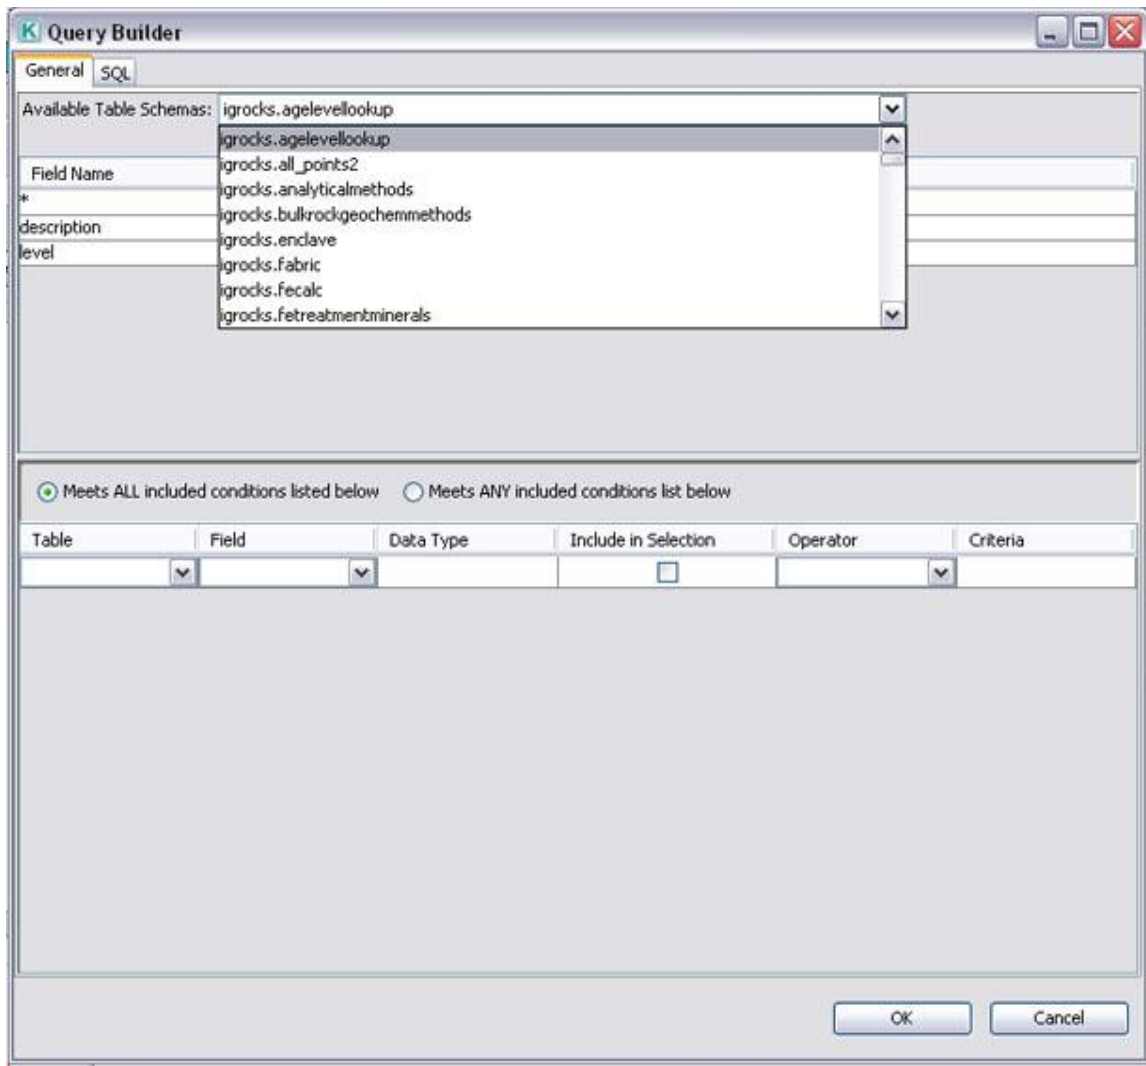 K Query Builder
General SQL
Available Table Schemas: igrocks.agelevellookup
igrocks.agelevellookup
igrocks.all_points2
Field Name
igrocks.analyticalmethods
*
igrocks.bulkrockgeochemmethods
description
igrocks.enclave
level
igrocks.fabric
igrocks.fecalc
igrocks.fetreatmentminerals
Meets ALL included conditions listed below Meets ANY included conditions list below
Table Field Data Type Include in Selection Operator Criteria
OK Cancel